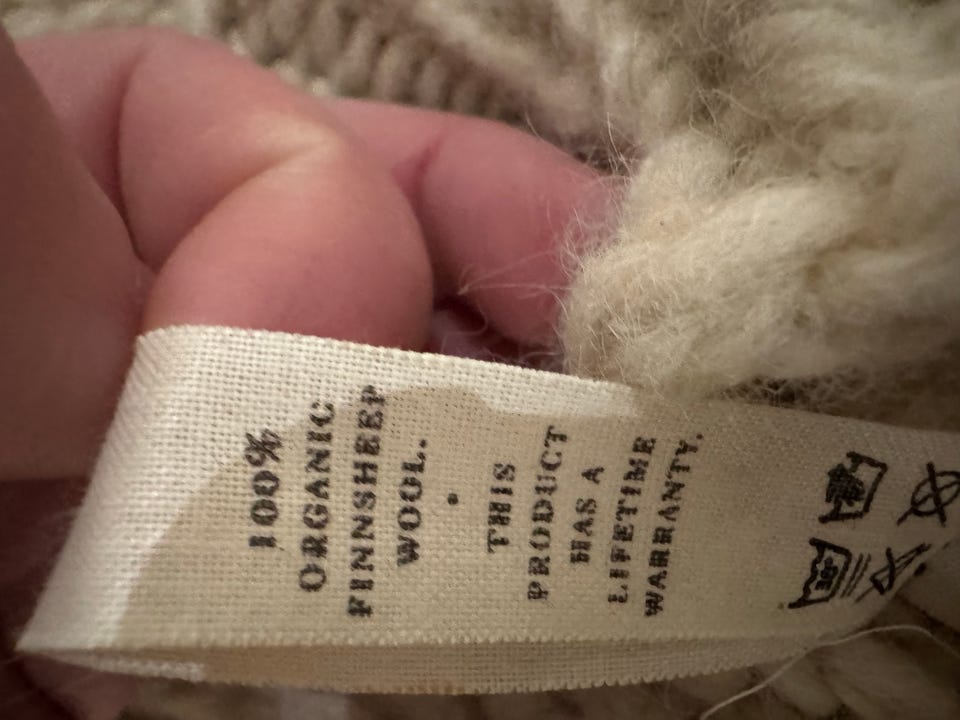 100%
ORGANIC
FINNSHEEP
WOOL.
•
THIS
PRODUCT
HAS A
LIFETIME
WARRANTY.